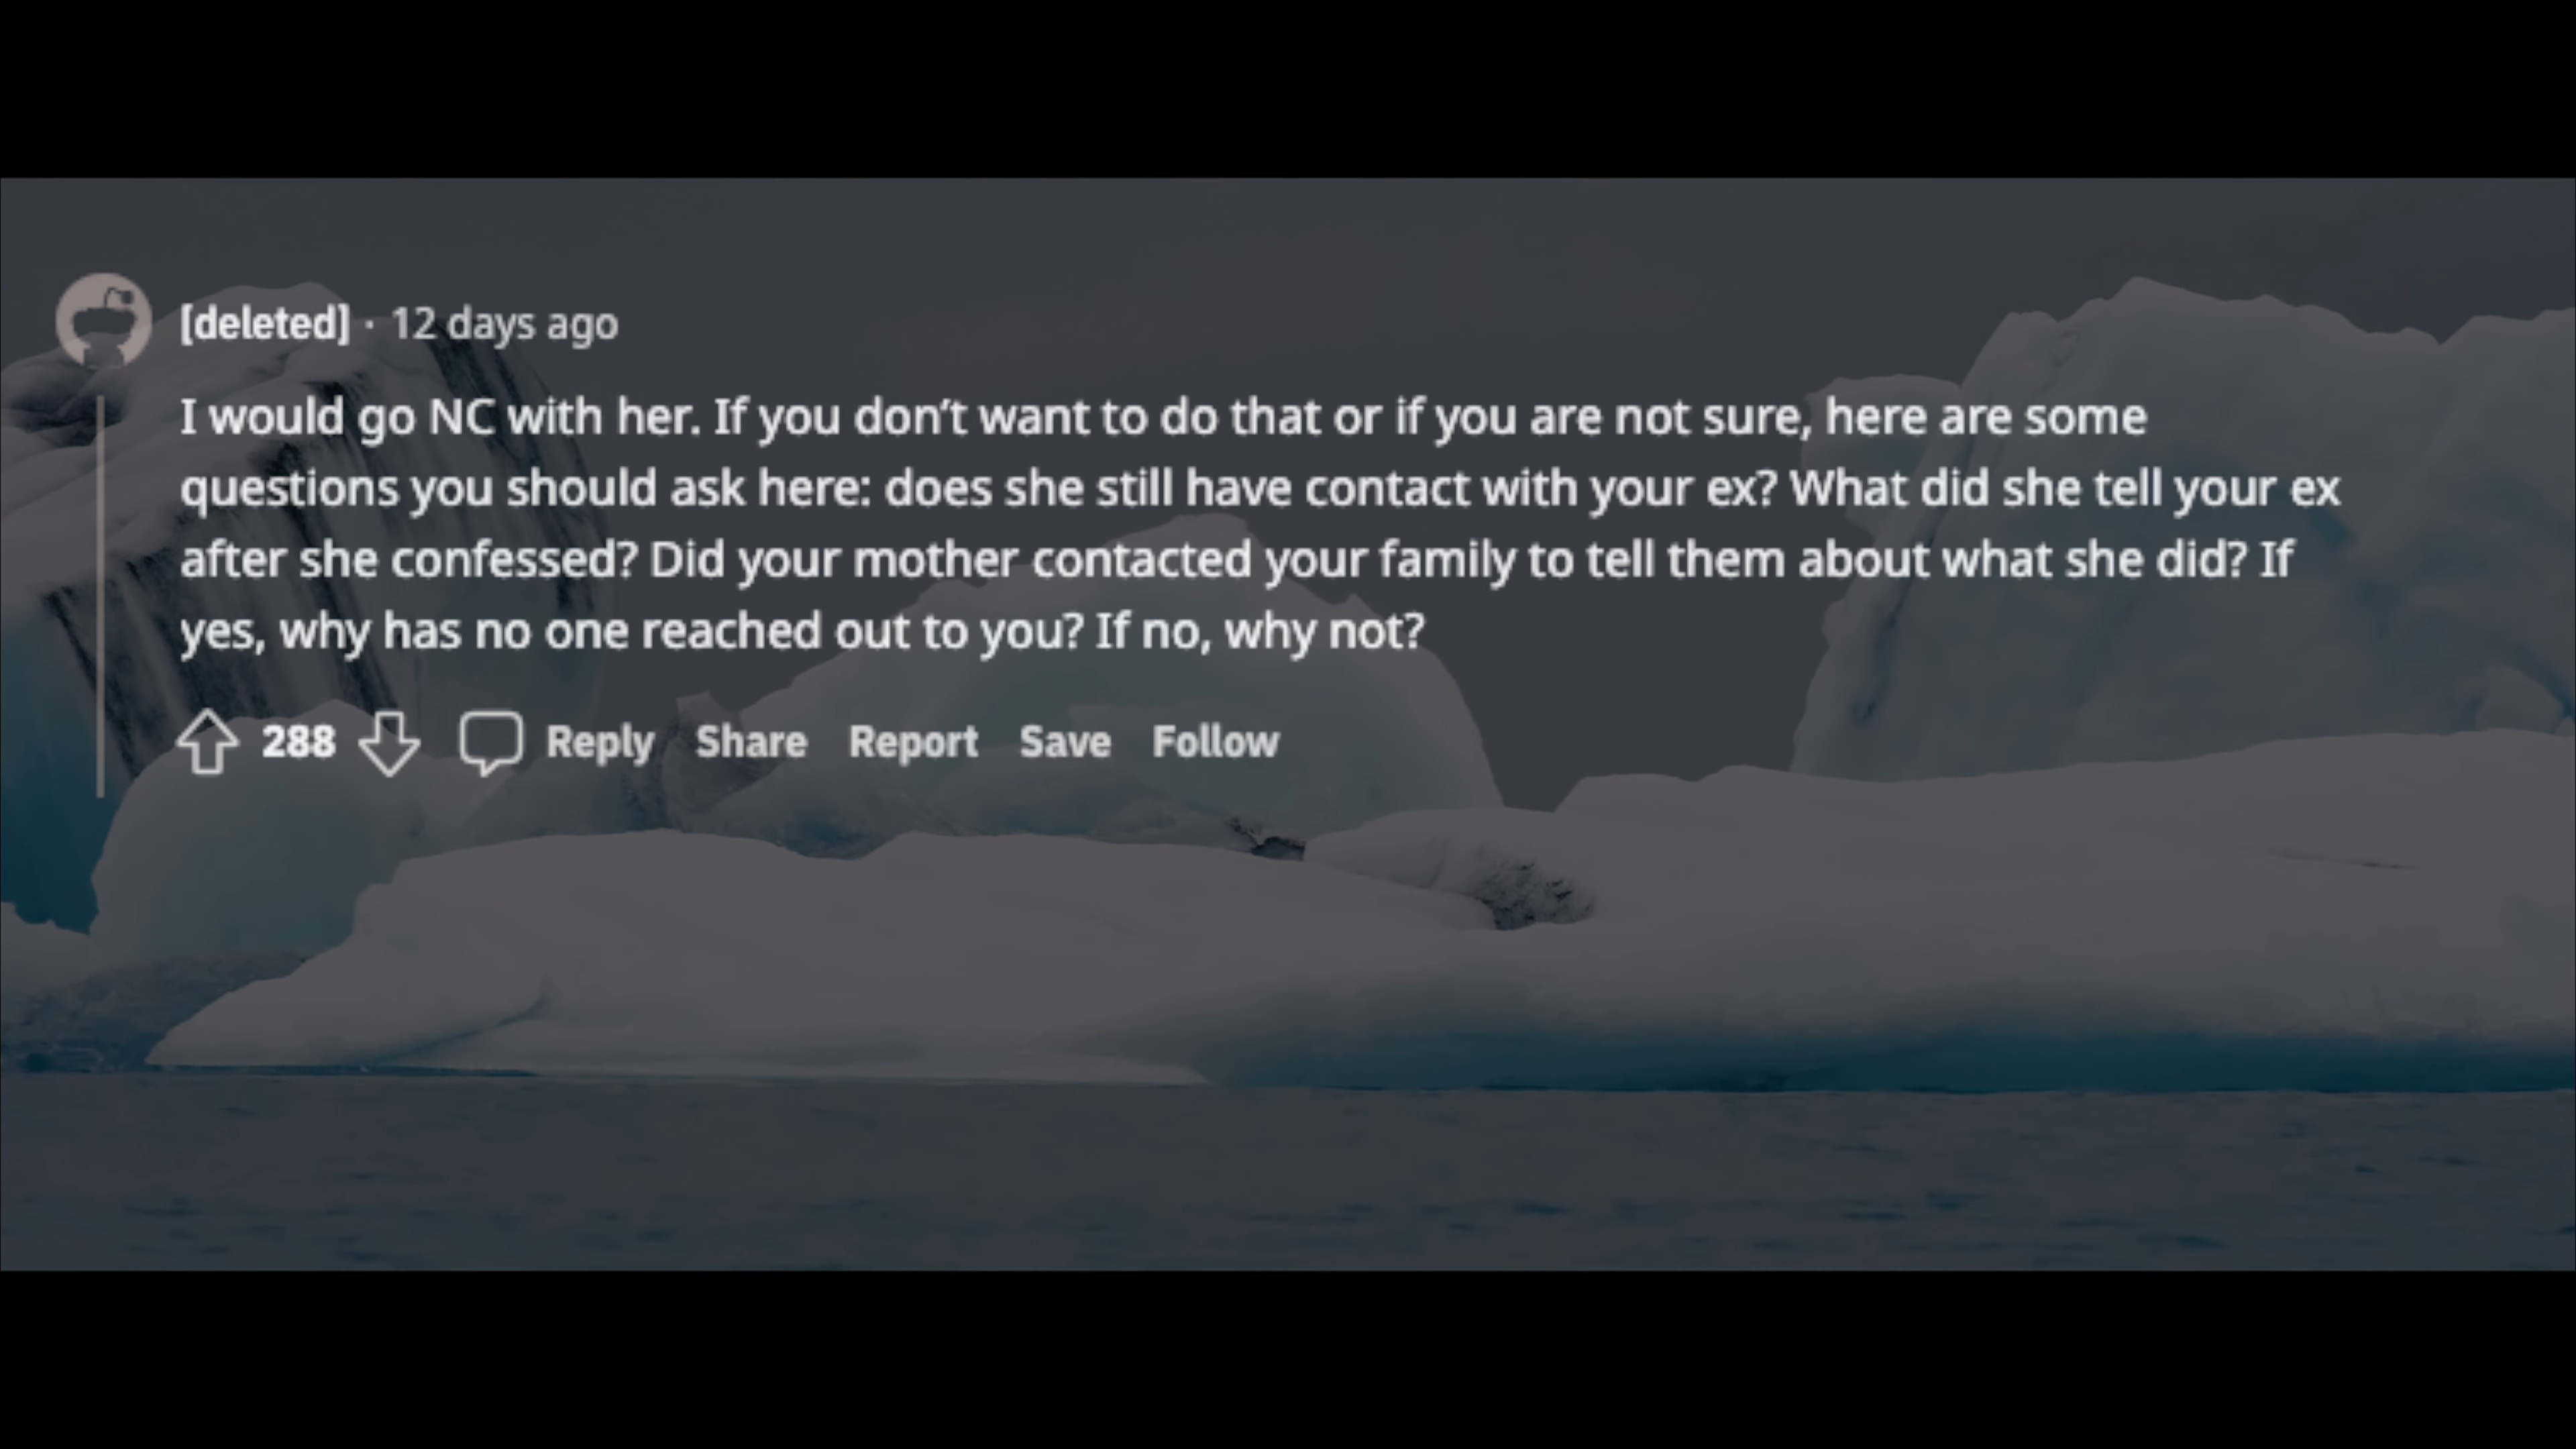 [deleted] · 12 days ago
I would go NC with her. If you don’t want to do that or if you are not sure, here are some
questions you should ask here: does she still have contact with your ex? What did she tell your ex
after she confessed? Did your mother contacted your family to tell them about what she did? If
yes, why has no one reached out to you? If no, why not?
288 Reply Share Report Save Follow